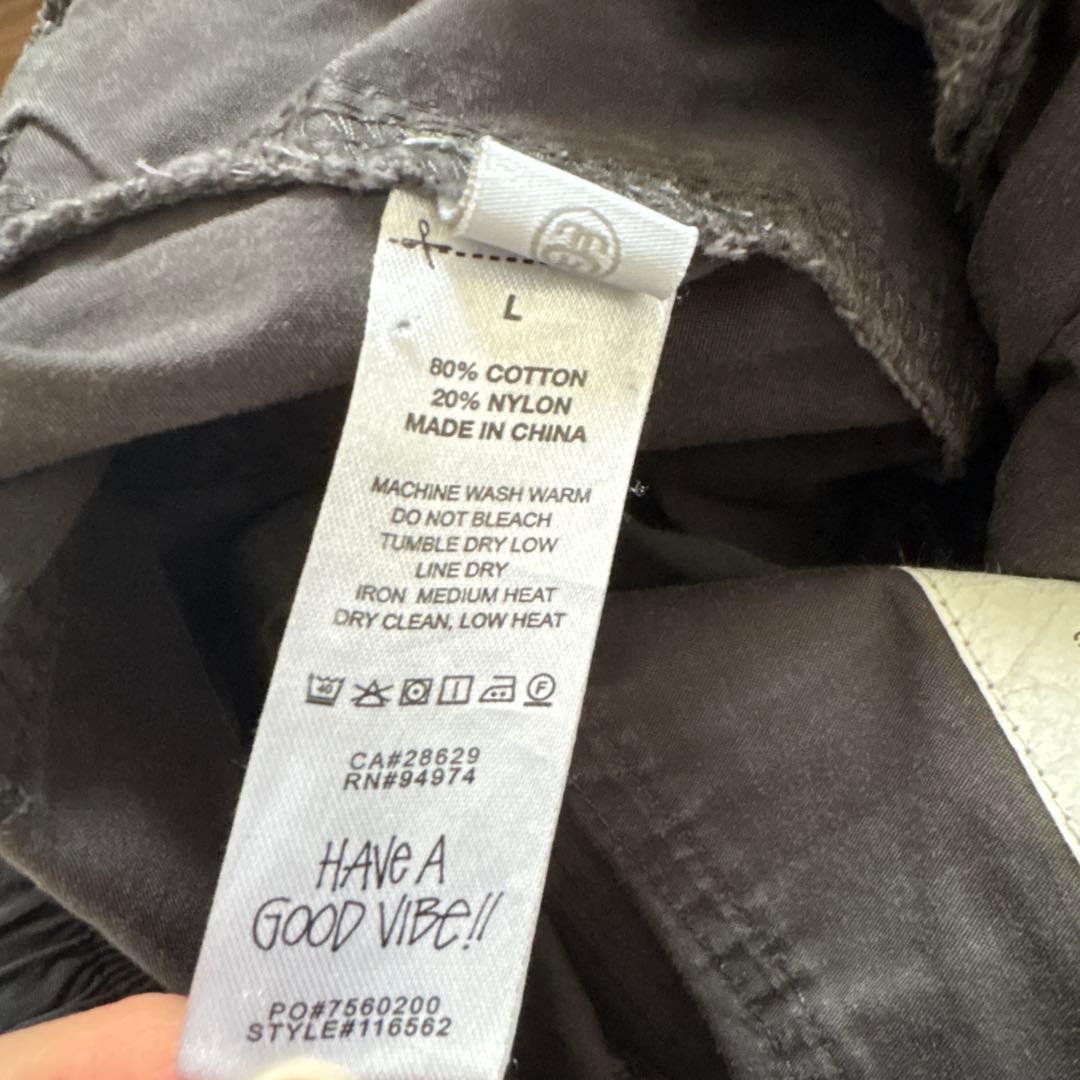 L
80% COTTON
20% NYLON
MADE IN CHINA
MACHINE WASH WARM
DO NOT BLEACH
TUMBLE DRY LOW
LINE DRY
IRON MEDIUM HEAT
DRY CLEAN, LOW HEAT
40 F
CA#28629
RN#94974
HAVE A
GOOD VIBE!!
PO#7560200
STYLE#116562